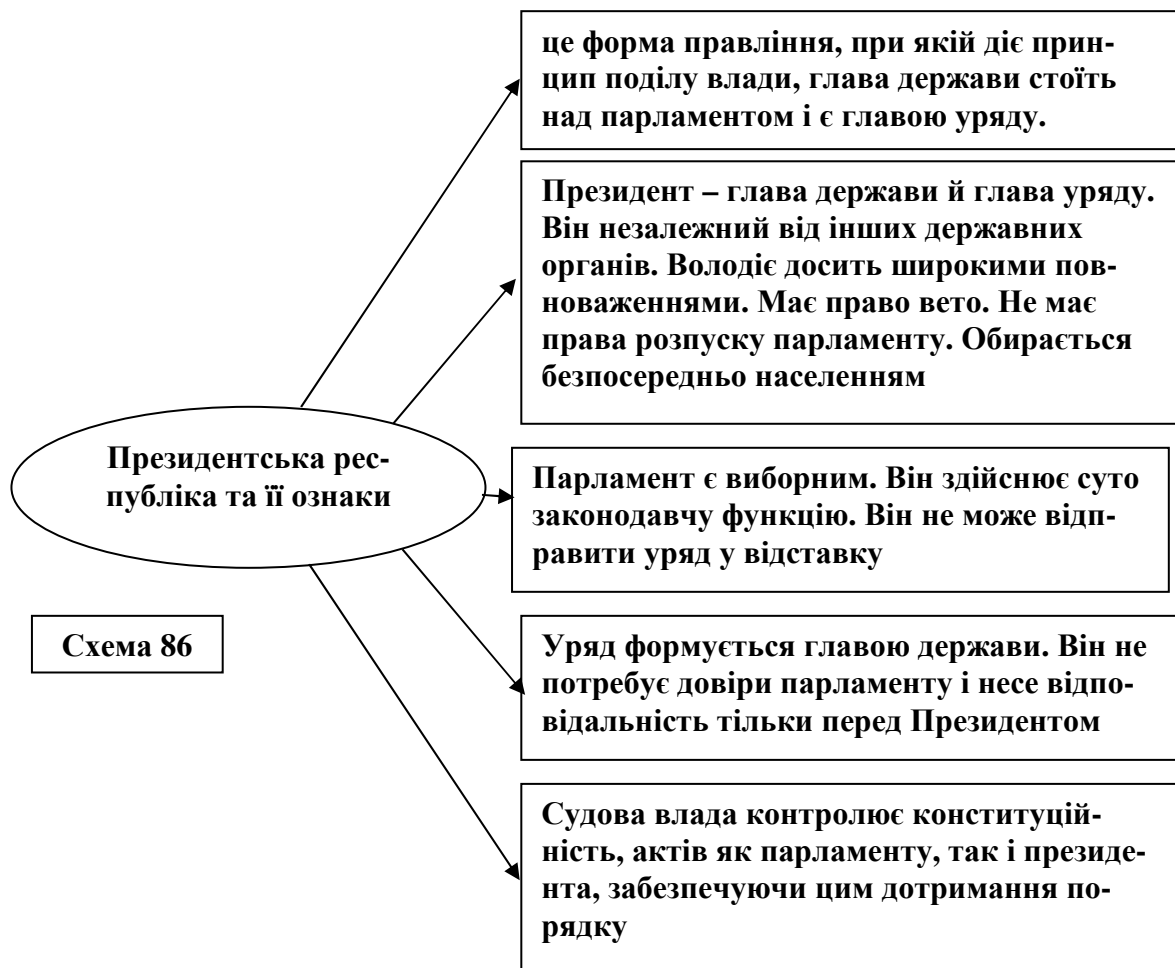 це форма правління, при якій діє прин-
цип поділу влади, глава держави стоїть
над парламентом і є главою уряду.
Президент – глава держави й глава уряду.
Він незалежний від інших державних
органів. Володіє досить широкими пов-
новаженнями. Має право вето. Не має
права розпуску парламенту. Обирається
безпосередньо населенням
Президентська рес-
публіка та її ознаки
Парламент є виборним. Він здійснює суто
законодавчу функцію. Він не може відп-
равити уряд у відставку
Схема 86
Уряд формується главою держави. Він не
потребує довіри парламенту і несе відпо-
відальність тільки перед Президентом
Судова влада контролює конституцій-
ність, актів як парламенту, так і президе-
нта, забезпечуючи цим дотримання по-
рядку